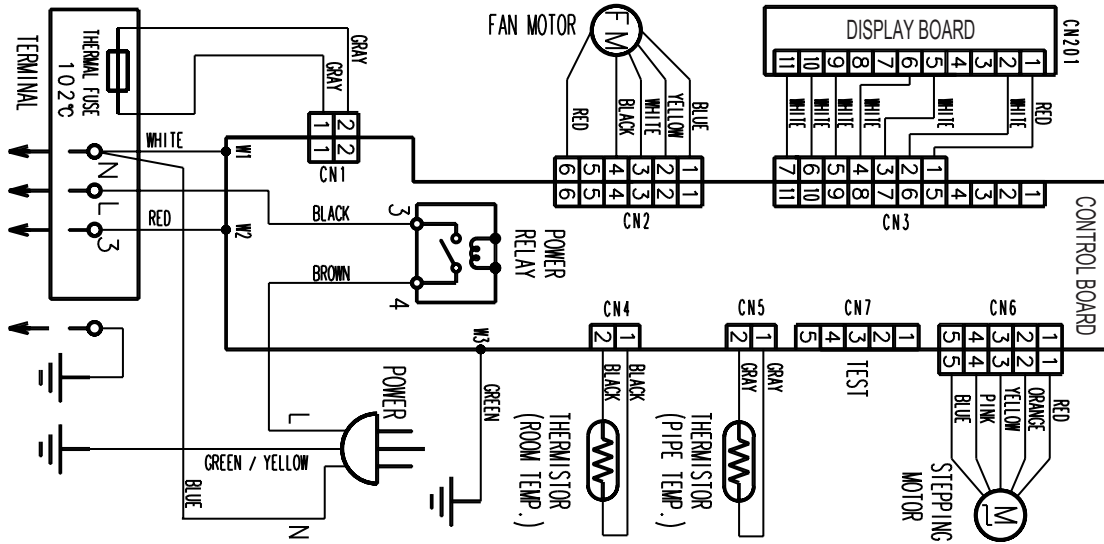 TERMINAL
THERMAL FUSE
102℃
GRAY
GRAY
2 2
1 1
CN1
WHITE
N
L
RED
3
W1
W2
BLACK
BROWN
3
4
POWER
RELAY
FAN MOTOR
F M
RED
BLACK
WHITE
YELLOW
BLUE
6 5 4 3 2 1
6 5 4 3 2 1
CN2
DISPLAY BOARD
CN201
11 10 9 8 7 6 5 4 3 2 1
WHITE
WHITE
WHITE
WHITE
WHITE
WHITE
RED
7 6 5 4 3 2 1
11 10 9 8 7 6 5 4 3 2 1
CN3
CONTROL BOARD
W3
GREEN
CN4
2 1
BLACK
BLACK
THERMISTOR
(ROOM TEMP.)
CN5
2 1
GRAY
GRAY
THERMISTOR
(PIPE TEMP.)
CN7
5 4 3 2 1
TEST
CN6
5 4 3 2 1
5 4 3 2 1
BLUE
PINK
YELLOW
ORANGE
RED
M
STEPPING
MOTOR
POWER
L
GREEN / YELLOW
BLUE
N